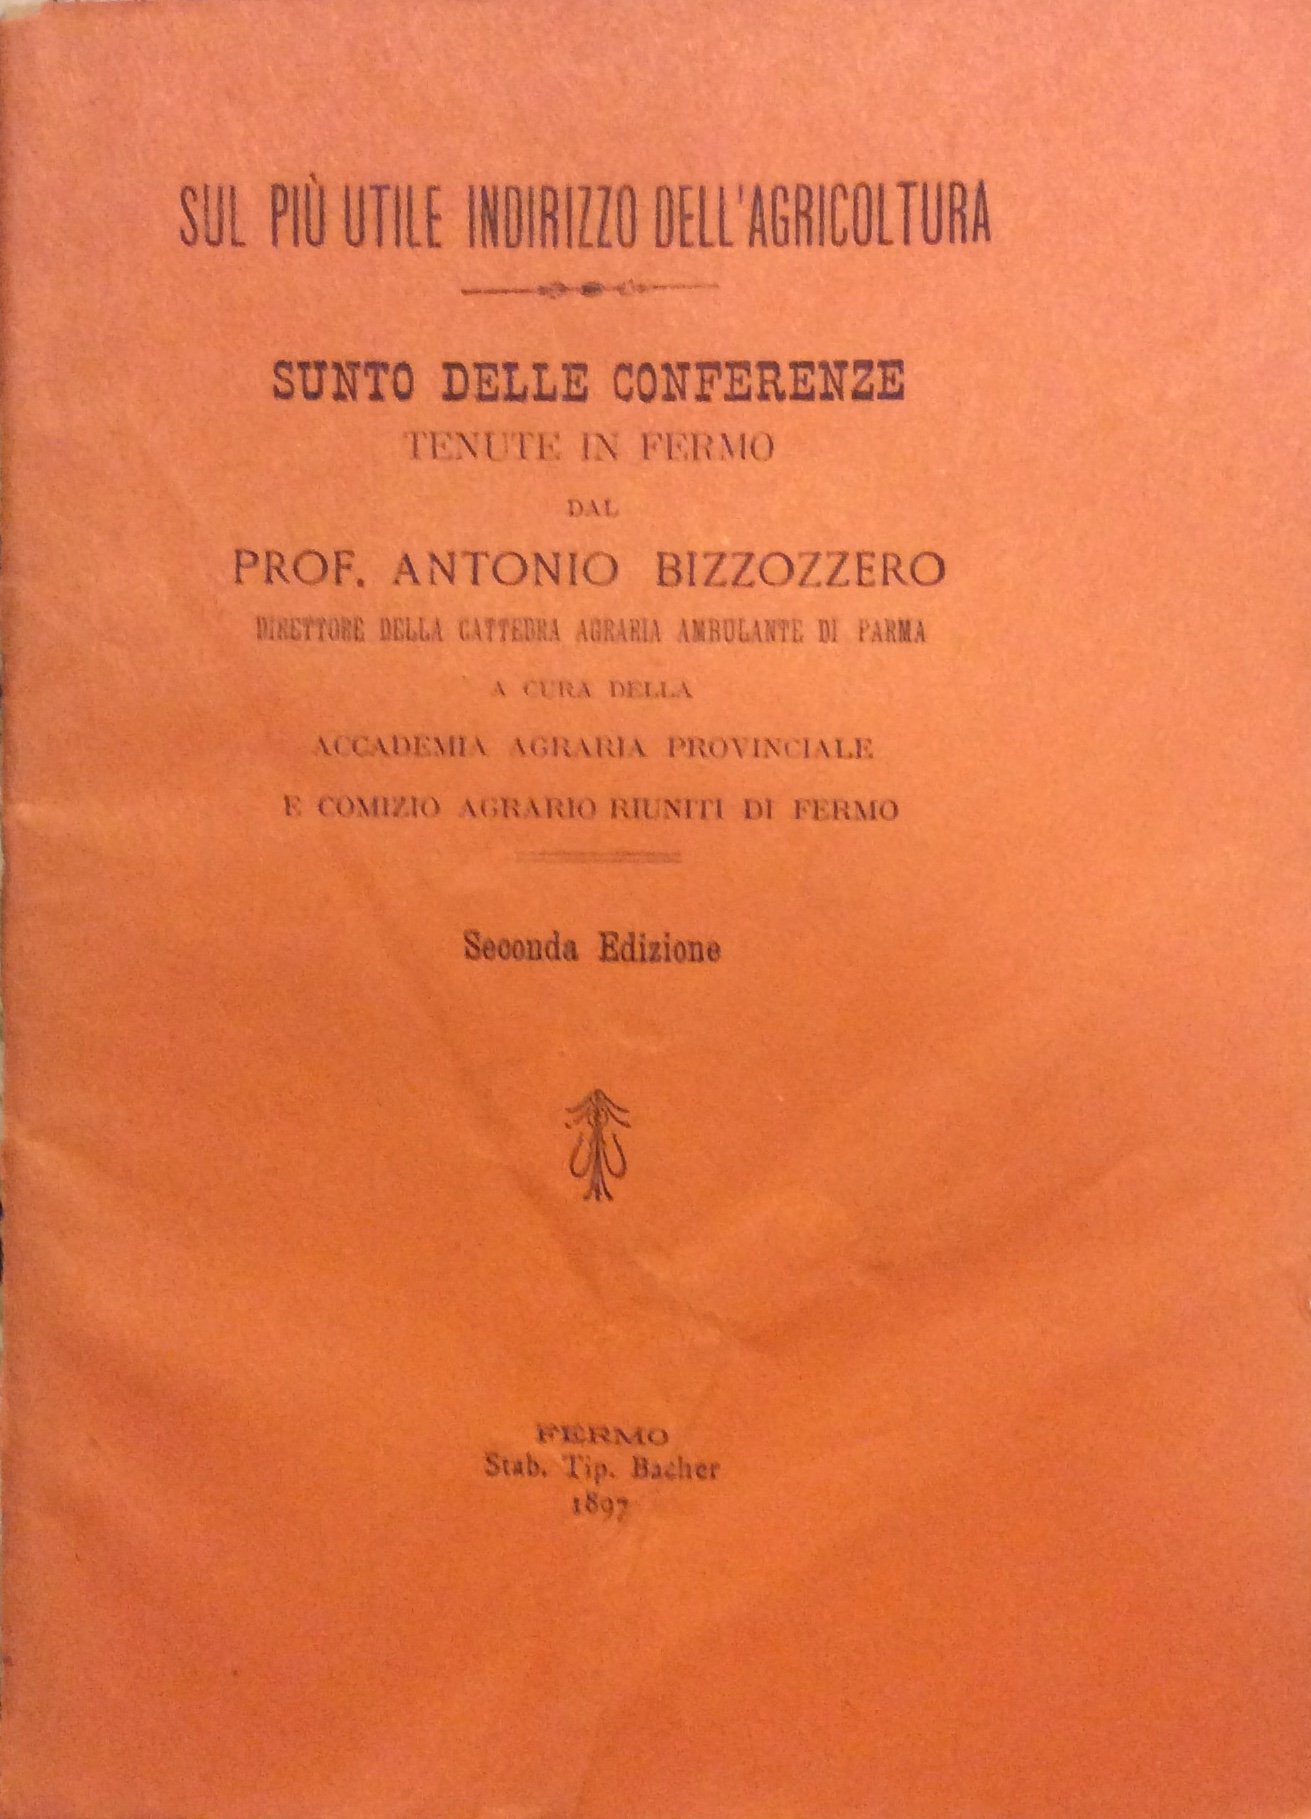 SUL PIÙ UTILE INDIRIZZO DELL'AGRICOLTURA
SUNTO DELLE CONFERENZE
TENUTE IN FERMO
DAL
PROF. ANTONIO BIZZOZZERO
DIRETTORE DELLA CATTEDRA AGRARIA AMBULANTE DI PARMA
A CURA DELLA
ACCADEMIA AGRARIA PROVINCIALE
E COMIZIO AGRARIO RIUNITI DI FERMO
Seconda Edizione
FERMO
Stab. Tip. Bacher
1897